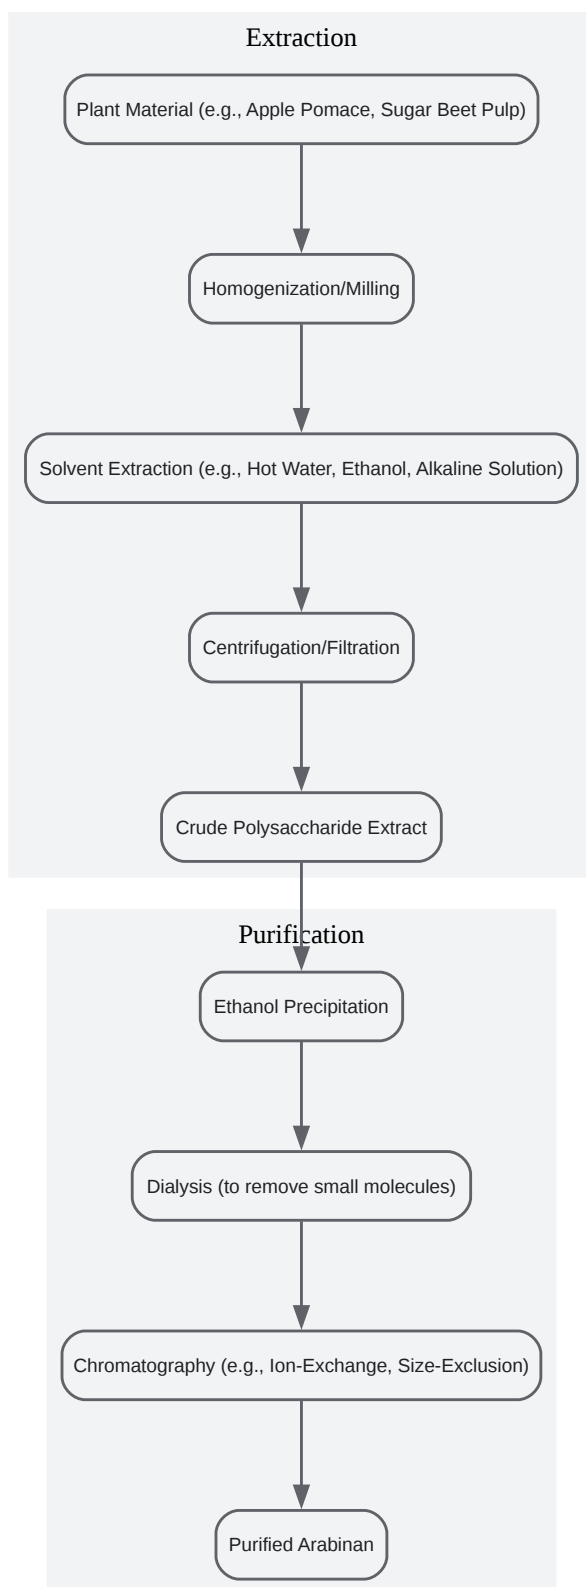 Extraction
Plant Material (e.g., Apple Pomace, Sugar Beet Pulp)
Homogenization/Milling
Solvent Extraction (e.g., Hot Water, Ethanol, Alkaline Solution)
Centrifugation/Filtration
Crude Polysaccharide Extract
Purification
Ethanol Precipitation
Dialysis (to remove small molecules)
Chromatography (e.g., Ion-Exchange, Size-Exclusion)
Purified Arabinan